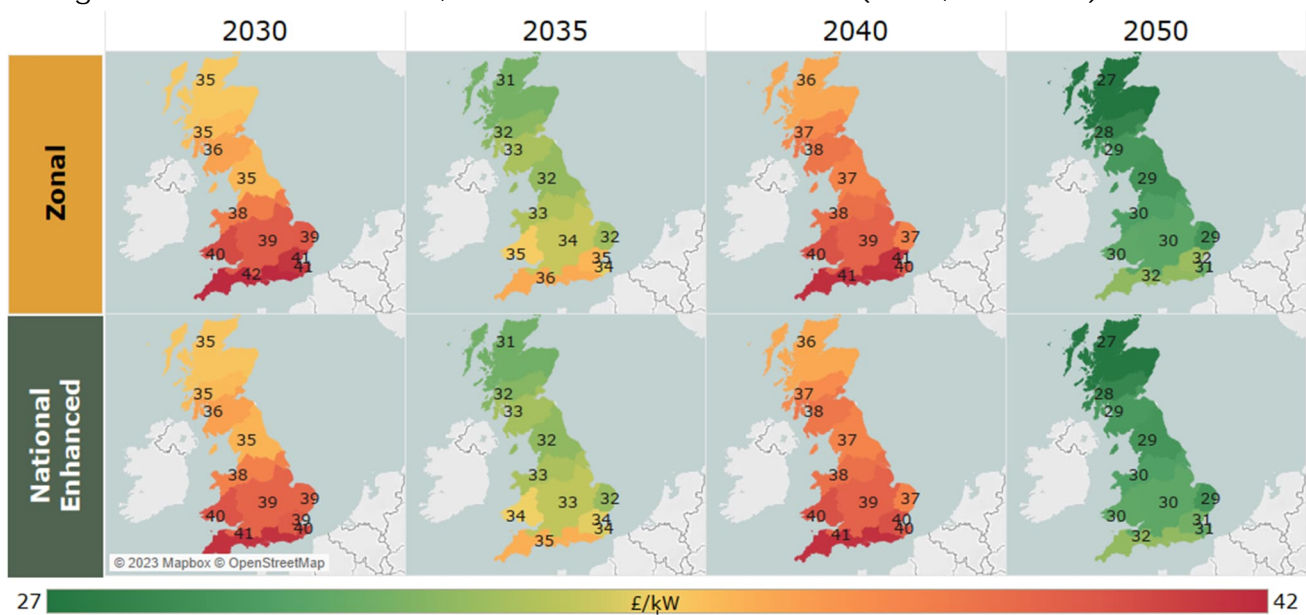 2030 2035 2040 2050
Zonal
35 31 36 27
35 32 37 28
36 33 38 29
35 32 37 29
38 33 38 30
39 39 34 32 39 37 30 29
40 41 35 35 40 41 30 32
42 41 36 34 41 40 32 31
National
Enhanced
35 31 36 27
35 32 37 28
36 33 38 29
35 32 37 29
38 33 38 30
39 39 33 32 39 37 30 29
40 39 34 34 40 40 30 31
41 40 35 34 41 40 32 31
© 2023 Mapbox © OpenStreetMap
27 £/kW 42